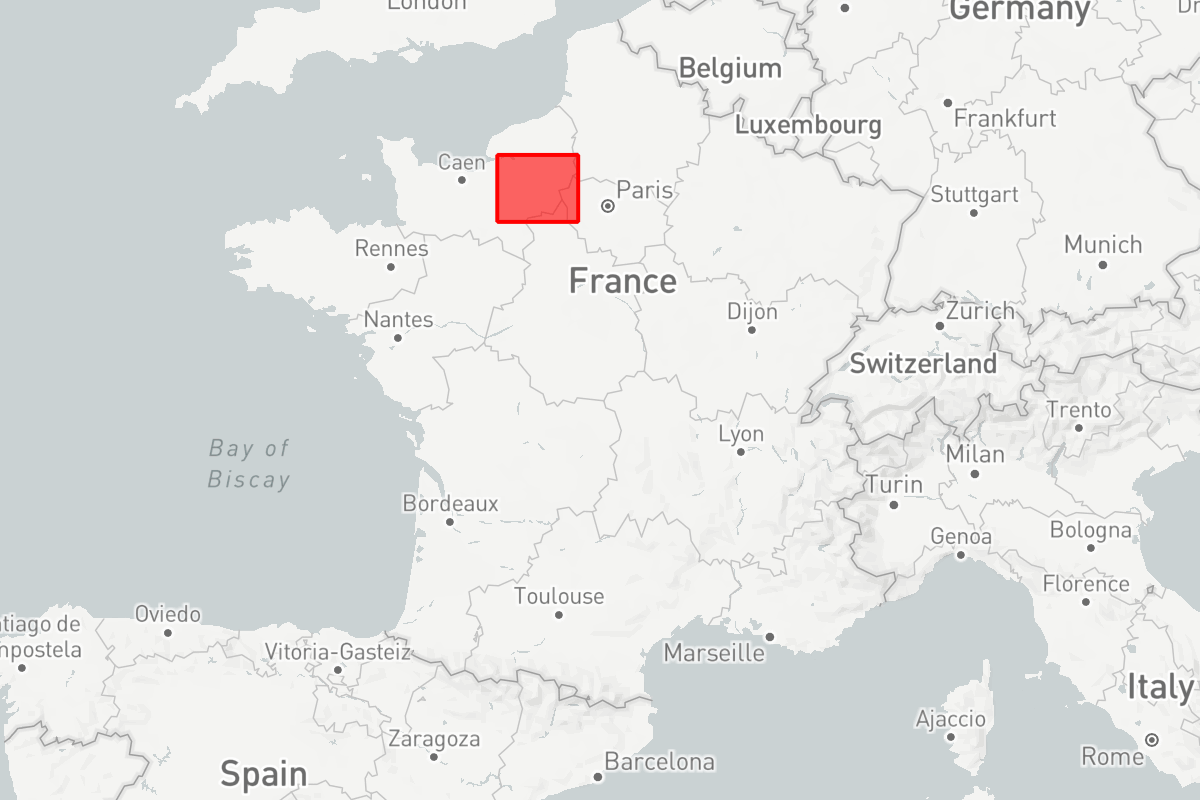 London
Germany
Belgium
Frankfurt
Luxembourg
Caen
Paris
Stuttgart
Rennes
Munich
France
Nantes
Dijon
Zurich
Switzerland
Trento
Bay of
Biscay
Lyon
Milan
Turin
Bordeaux
Genoa
Bologna
Toulouse
Florence
Oviedo
tiago de
npostela
Vitoria-Gasteiz
Marseille
Italy
Ajaccio
Zaragoza
Rome
Spain
Barcelona